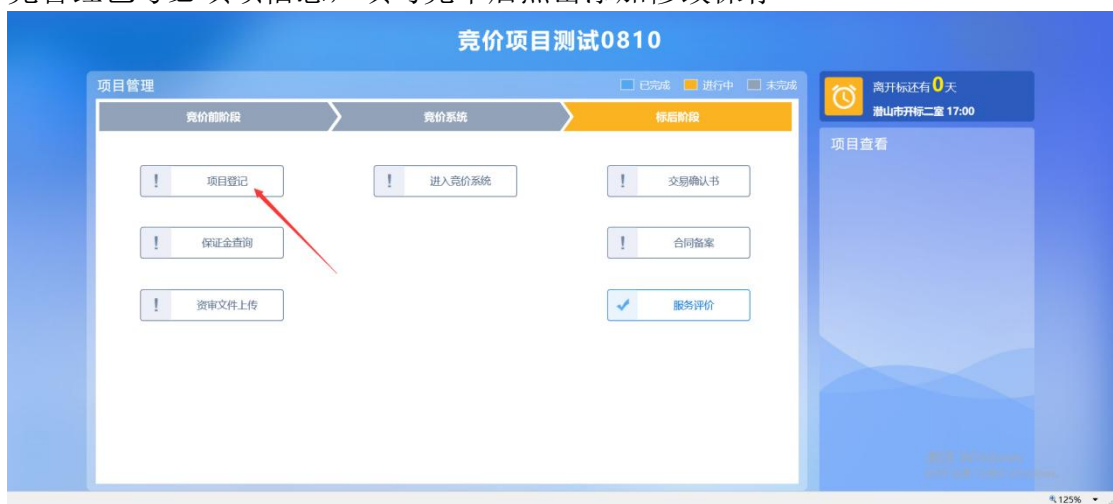 竞价项目测试0810
项目管理
已完成 进行中 未完成
竞价前阶段 竞价系统 标后阶段
! 项目登记
! 进入竞价系统
! 交易确认书
! 保证金查询
! 合同备案
! 资审文件上传
服务评价
离开标还有0天
潜山市开标二室 17:00
项目查看
125%